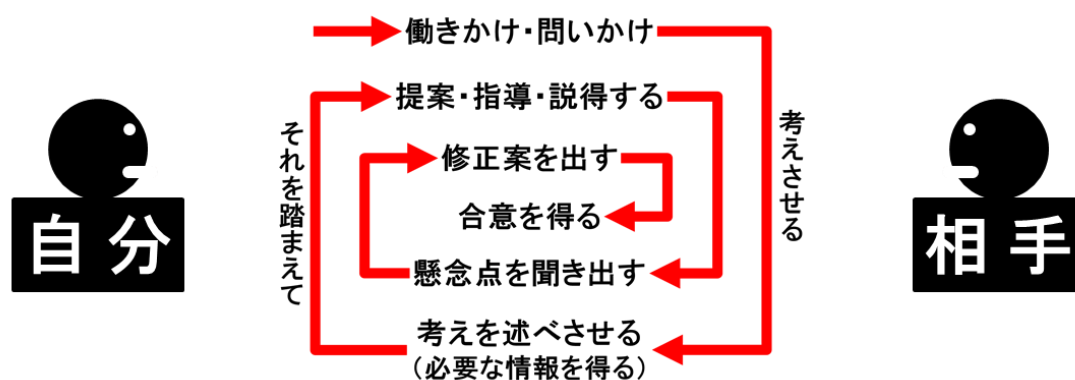 働きかけ・問いかけ
提案・指導・説得する
修正案を出す
合意を得る
懸念点を聞き出す
考えを述べさせる
（必要な情報を得る）
それを踏まえて
考えさせる
自分
相手